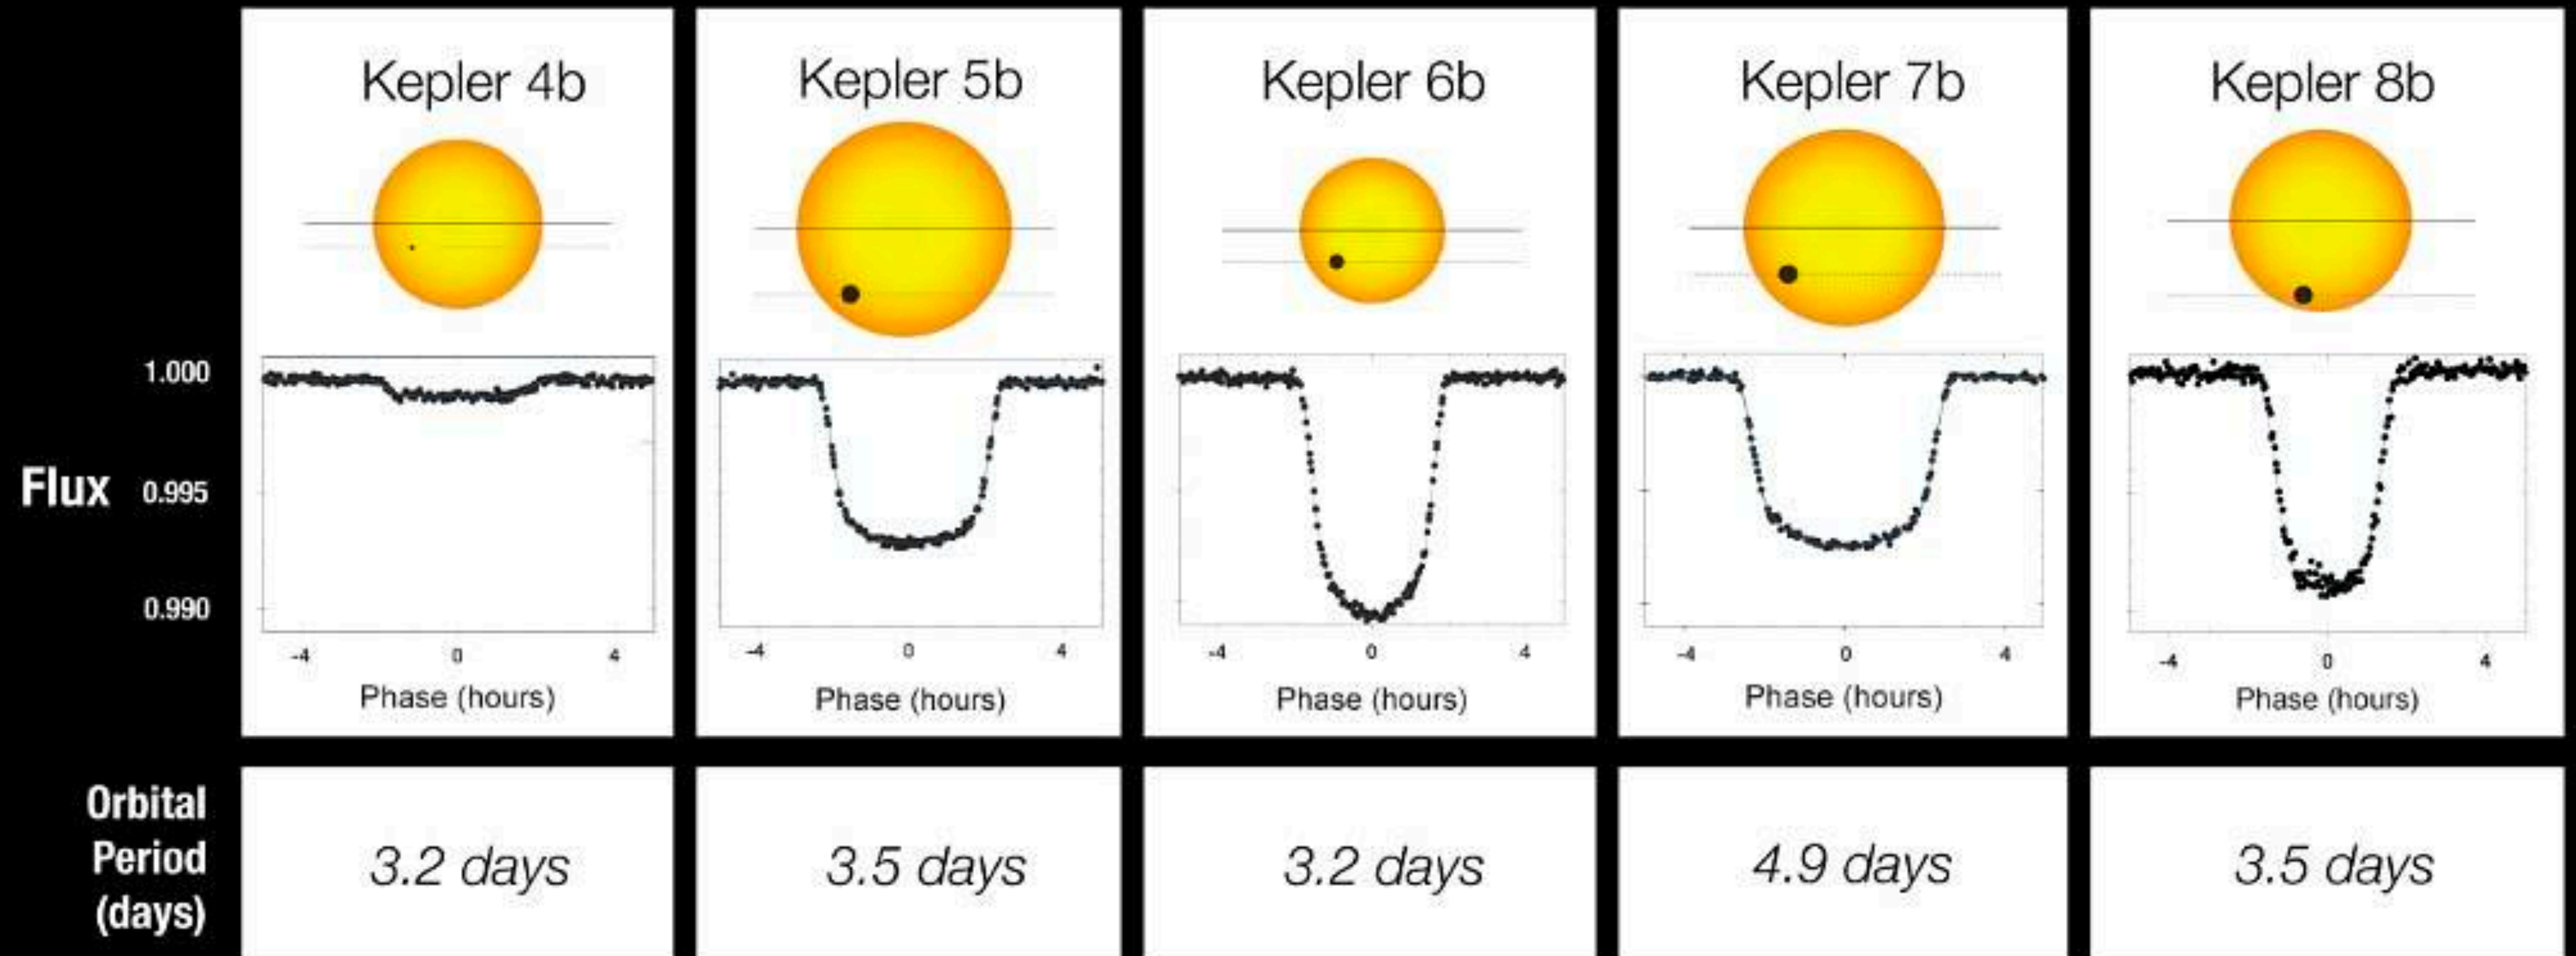 Kepler 4b
Kepler 5b
Kepler 6b
Kepler 7b
Kepler 8b
Flux
1.000
0.995
0.990
-4 0 4
Phase (hours)
-4 0 4
Phase (hours)
-4 0 4
Phase (hours)
-4 0 4
Phase (hours)
-4 0 4
Phase (hours)
Orbital
Period
(days)
3.2 days
3.5 days
3.2 days
4.9 days
3.5 days